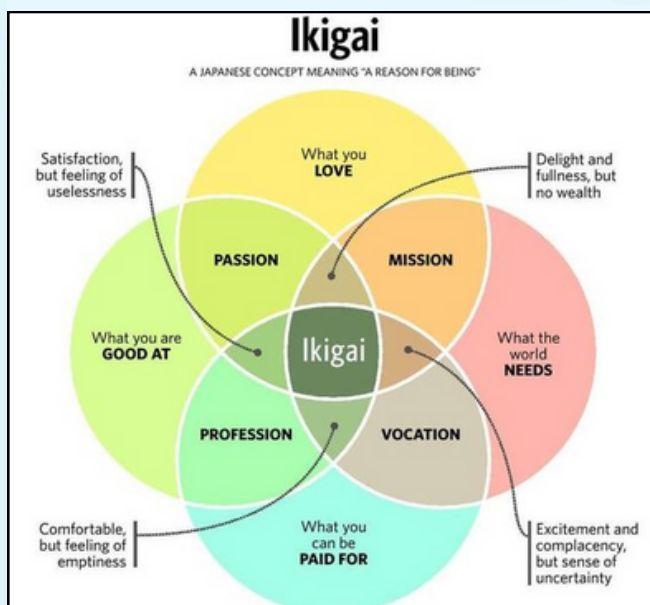 Ikigai
A JAPANESE CONCEPT MEANING "A REASON FOR BEING"
Satisfaction,
but feeling of
uselessness
What you
LOVE
Delight and
fullness, but
no wealth
PASSION
MISSION
What you are
GOOD AT
Ikigai
What the
world
NEEDS
PROFESSION
VOCATION
Comfortable,
but feeling of
emptiness
What you
can be
PAID FOR
Excitement and
complacency,
but sense of
uncertainty